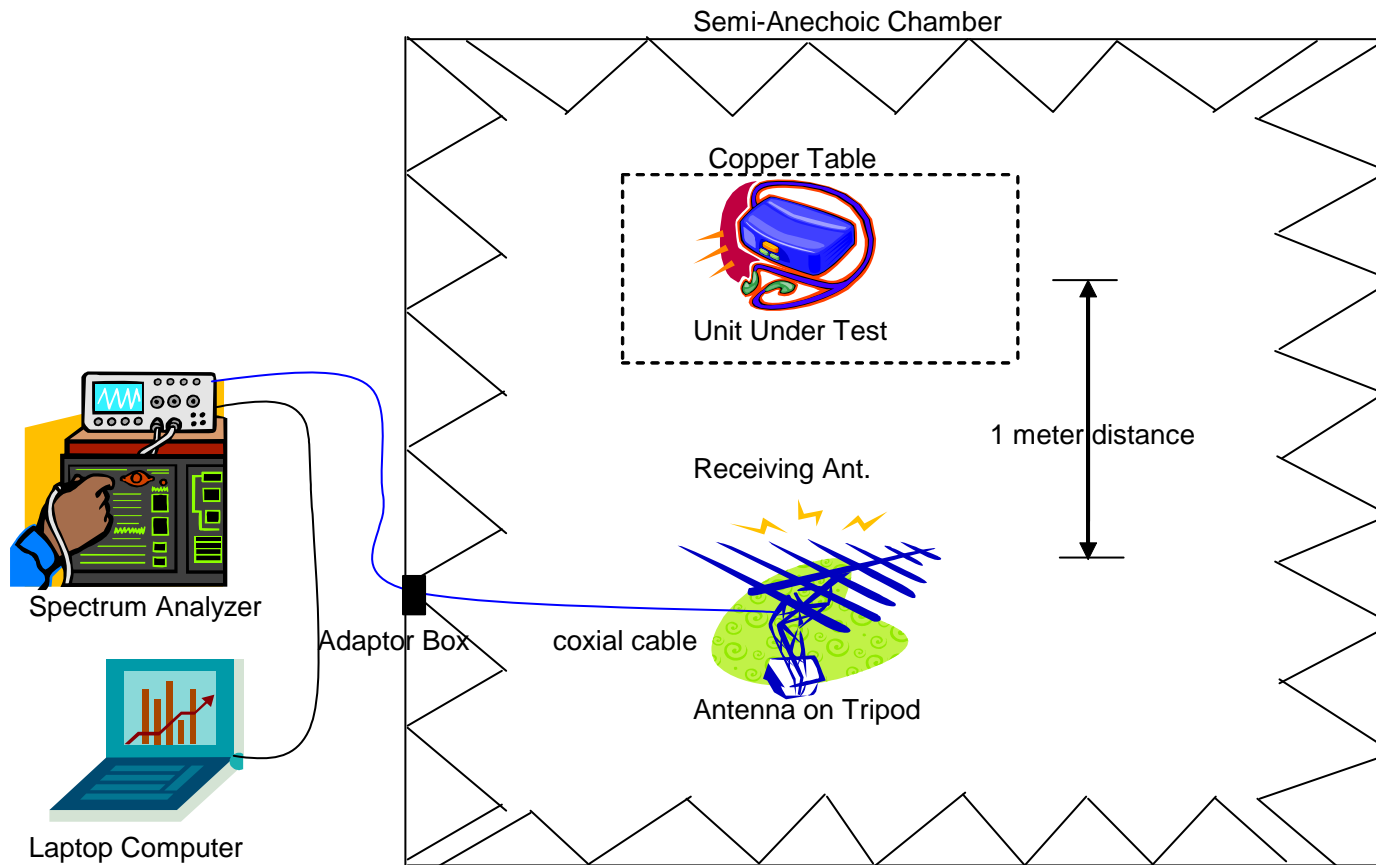 Semi-Anechoic Chamber
Copper Table
Unit Under Test
1 meter distance
Receiving Ant.
Spectrum Analyzer
Adaptor Box
coxial cable
Antenna on Tripod
Laptop Computer